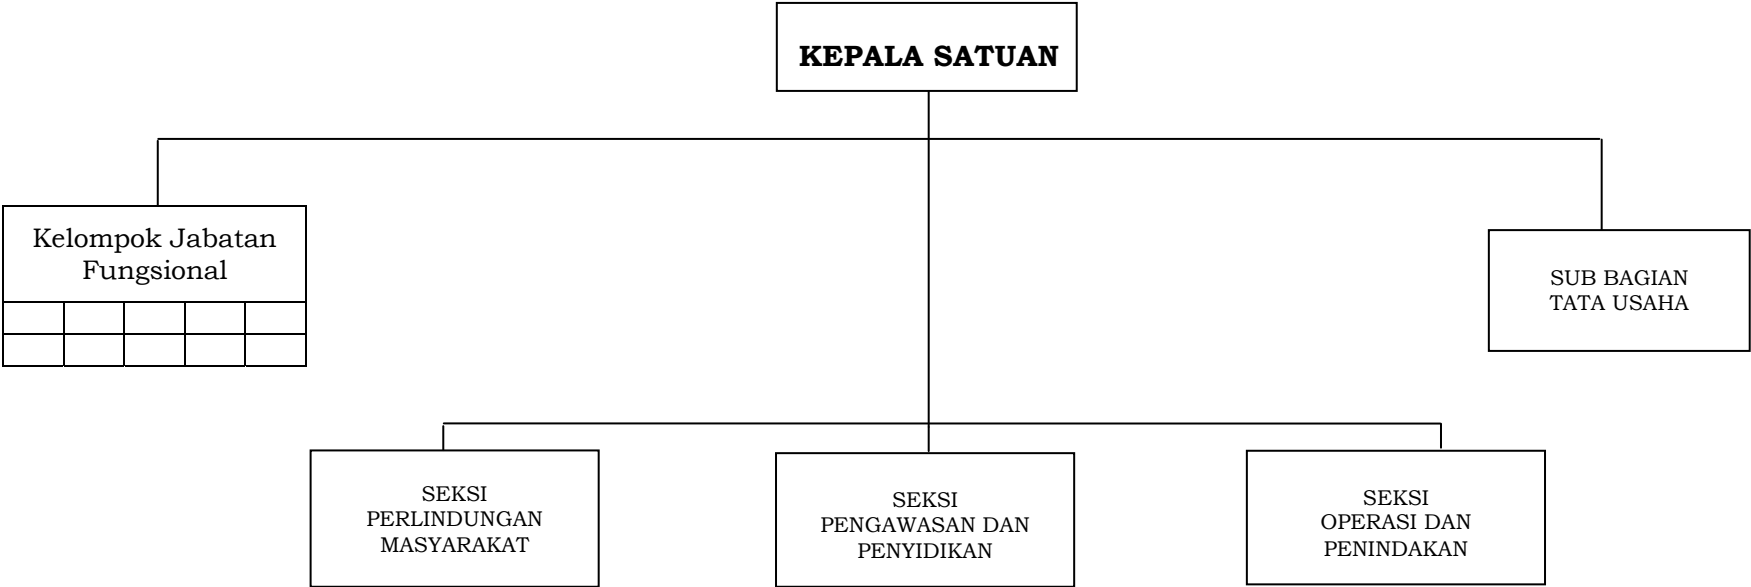 KEPALA SATUAN
Kelompok Jabatan
Fungsional
SUB BAGIAN
TATA USAHA
SEKSI
PERLINDUNGAN
MASYARAKAT
SEKSI
PENGAWASAN DAN
PENYIDIKAN
SEKSI
OPERASI DAN
PENINDAKAN